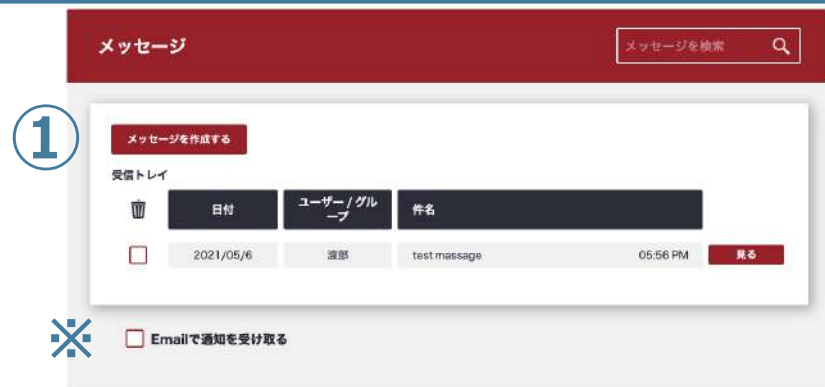 メッセージ
メッセージを検索
①
メッセージを作成する
受信トレイ
日付
ユーザー / グル
ープ
件名
2021/05/6
渡部
test massage
05:56 PM
見る
※
Emailで通知を受け取る